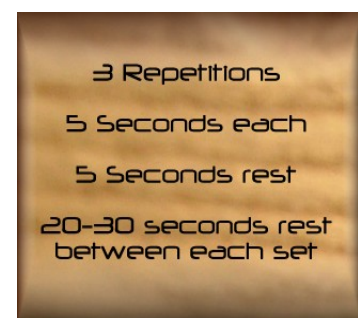 3 Repetitions
5 Seconds each
5 Seconds rest
20-30 seconds rest
between each set